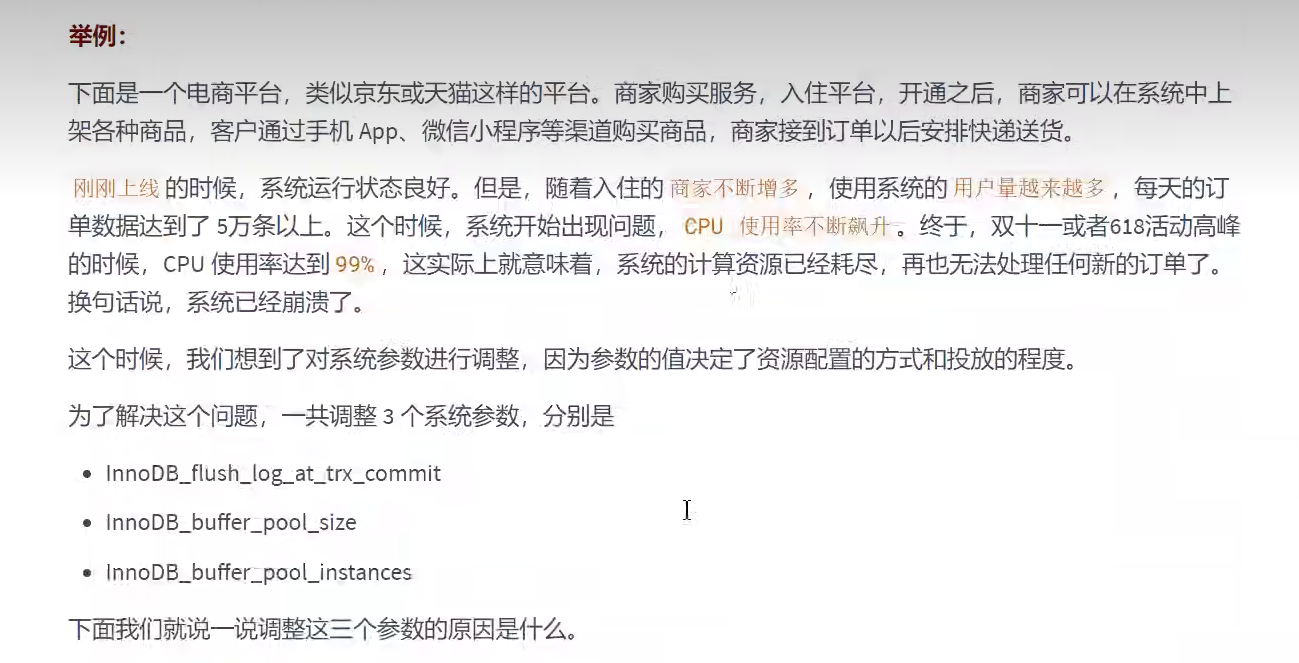 举例：
下面是一个电商平台，类似京东或天猫这样的平台。商家购买服务，入住平台，开通之后，商家可以在系统中上
架各种商品，客户通过手机 App、微信小程序等渠道购买商品，商家接到订单以后安排快递送货。
刚刚上线 的时候，系统运行状态良好。但是，随着入住的 商家不断增多 ，使用系统的 用户量越来越多 ，每天的订
单数据达到了 5万条以上。这个时候，系统开始出现问题， CPU 使用率不断飙升 。终于，双十一或者618活动高峰
的时候，CPU 使用率达到 99% ，这实际上就意味着，系统的计算资源已经耗尽，再也无法处理任何新的订单了。
换句话说，系统已经崩溃了。
这个时候，我们想到了对系统参数进行调整，因为参数的值决定了资源配置的方式和投放的程度。
为了解决这个问题，一共调整 3 个系统参数，分别是
• InnoDB_flush_log_at_trx_commit
• InnoDB_buffer_pool_size
• InnoDB_buffer_pool_instances
下面我们就说一说调整这三个参数的原因是什么。